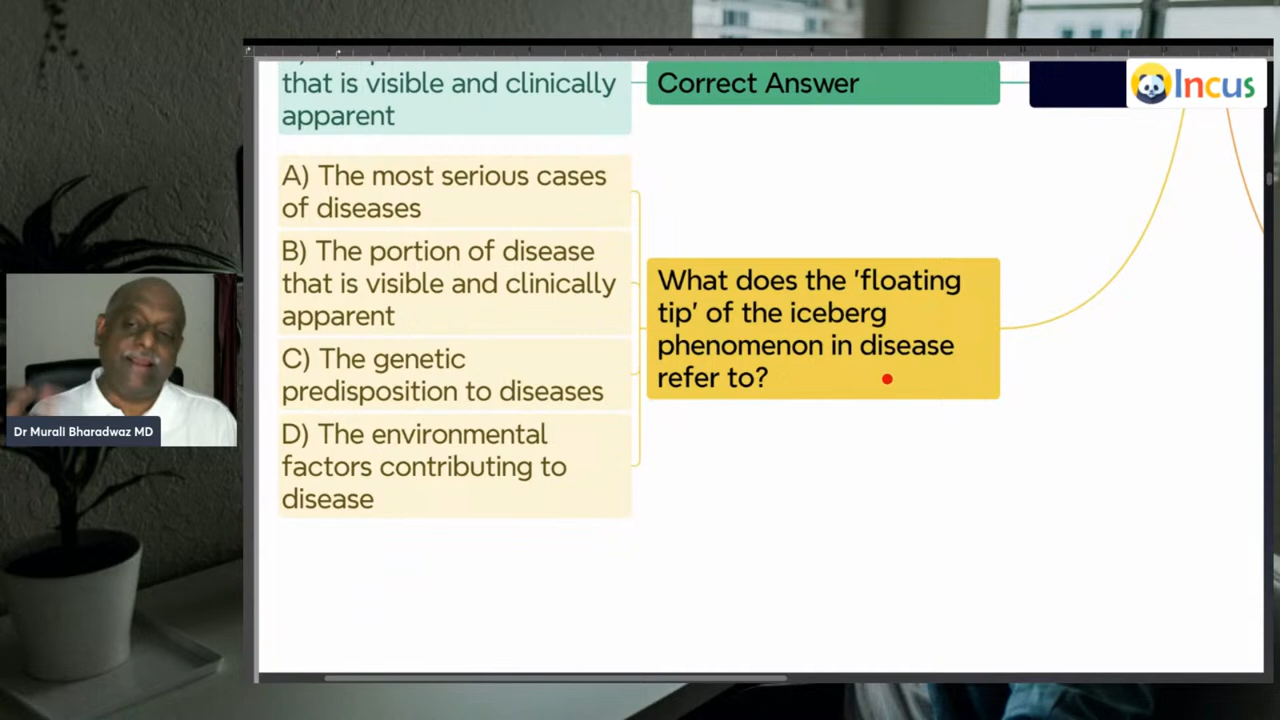 that is visible and clinically
apparent
Correct Answer
Incus
A) The most serious cases
of diseases
B) The portion of disease
that is visible and clinically
apparent
C) The genetic
predisposition to diseases
D) The environmental
factors contributing to
disease
What does the 'floating
tip' of the iceberg
phenomenon in disease
refer to?
Dr Murali Bharadwaz MD